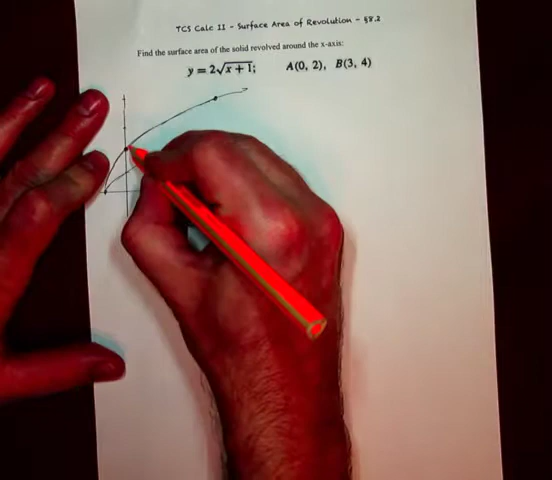 TCS Calc II - Surface Area of Revolution - §8.2
Find the surface area of the solid revolved around the x-axis:
y = 2√x + 1; A(0, 2), B(3, 4)